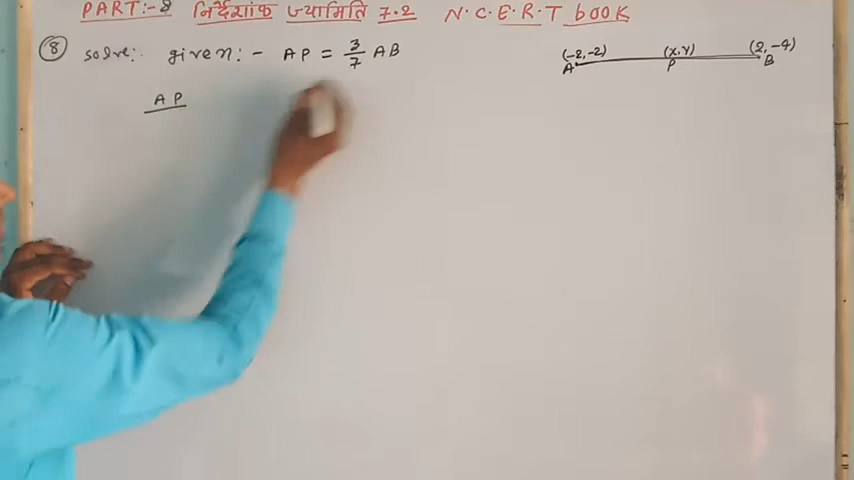 PART:-8 निर्देशांक ज्यामिति 7.2 N.C.E.R.T book
(8) solve:- given:- AP = 3/7 AB
(-2,-2) (x,y) (2,-4)
A P B
AP